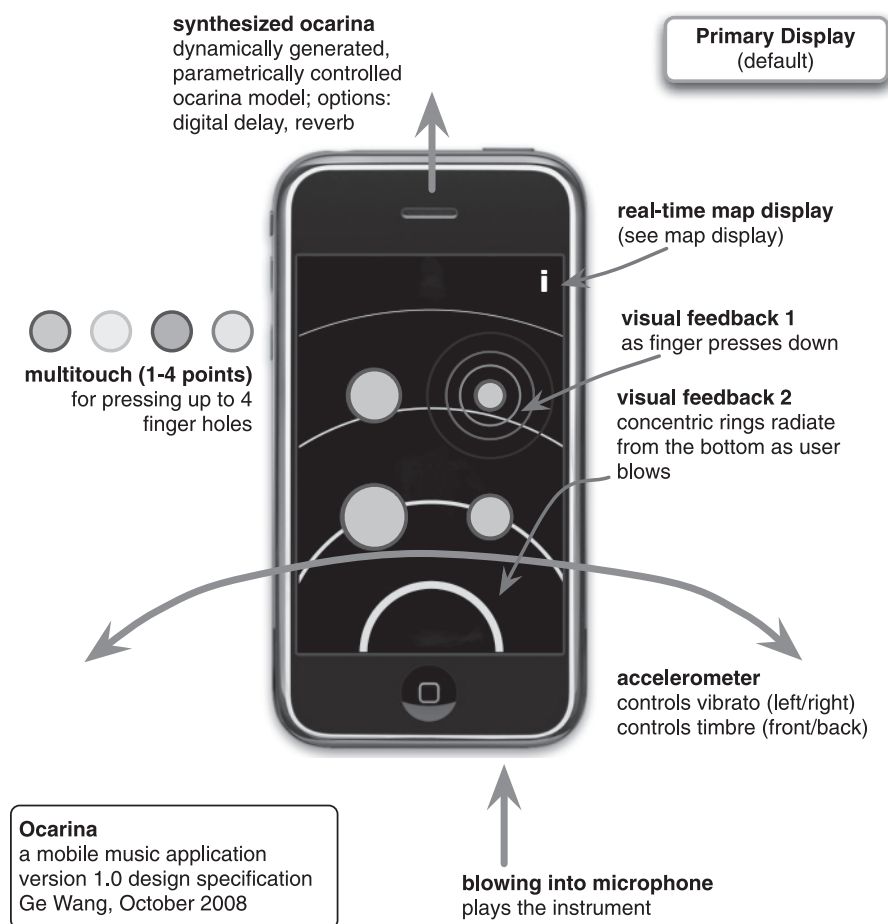 synthesized ocarina
dynamically generated,
parametrically controlled
ocarina model; options:
digital delay, reverb
Primary Display
(default)
real-time map display
(see map display)
i
visual feedback 1
as finger presses down
multitouch (1-4 points)
for pressing up to 4
finger holes
visual feedback 2
concentric rings radiate
from the bottom as user
blows
accelerometer
controls vibrato (left/right)
controls timbre (front/back)
Ocarina
a mobile music application
version 1.0 design specification
Ge Wang, October 2008
blowing into microphone
plays the instrument